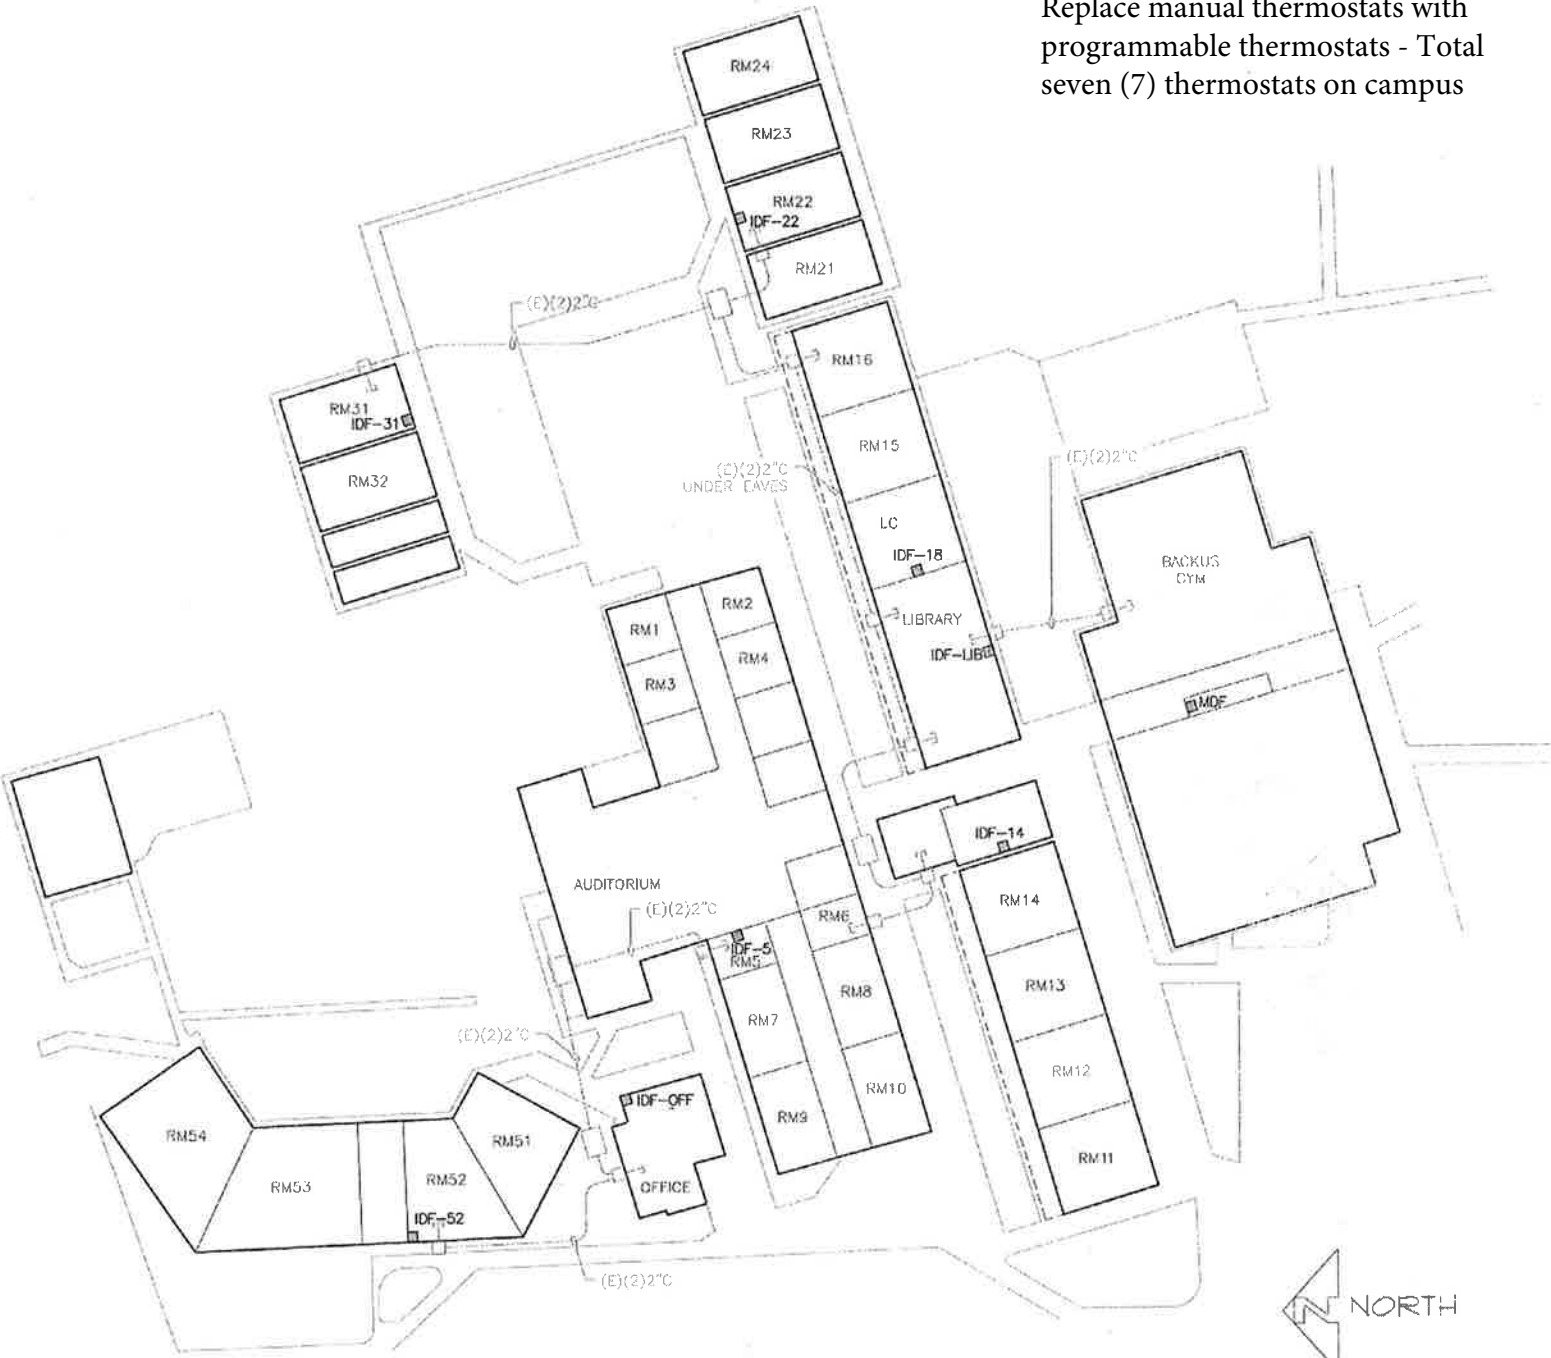 Replace manual thermostats with
programmable thermostats - Total
seven (7) thermostats on campus
RM24
RM23
RM22
IDF-22
RM21
(E)(2)2"C
RM16
RM31
IDF-31
RM15
(E)(2)2"C
UNDER EAVES
(E)(2)2"C
RM32
LC
IDF-18
BACKUS
GYM
RM2
RM1
LIBRARY
RM4
IDF-LIB
RM3
MDF
IDF-14
AUDITORIUM
(E)(2)2"C
RM14
RM6
IDF-5
RM5
RM13
RM8
RM7
(E)(2)2"C
RM12
RM10
IDF-OFF
RM9
RM54
RM51
RM11
RM53
RM52
OFFICE
IDF-52
(E)(2)2"C
N NORTH